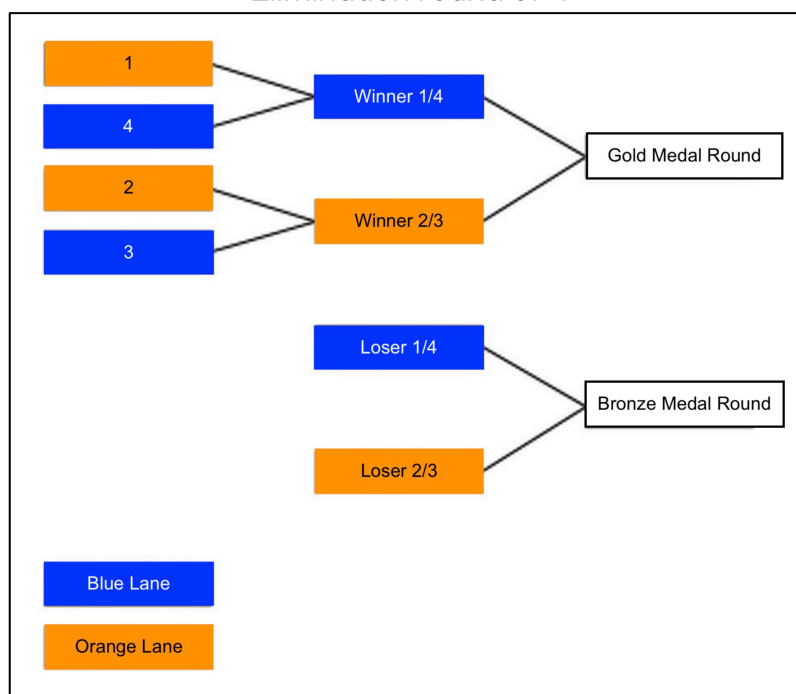 1
4
2
3
Winner 1/4
Winner 2/3
Gold Medal Round
Loser 1/4
Loser 2/3
Bronze Medal Round
Blue Lane
Orange Lane